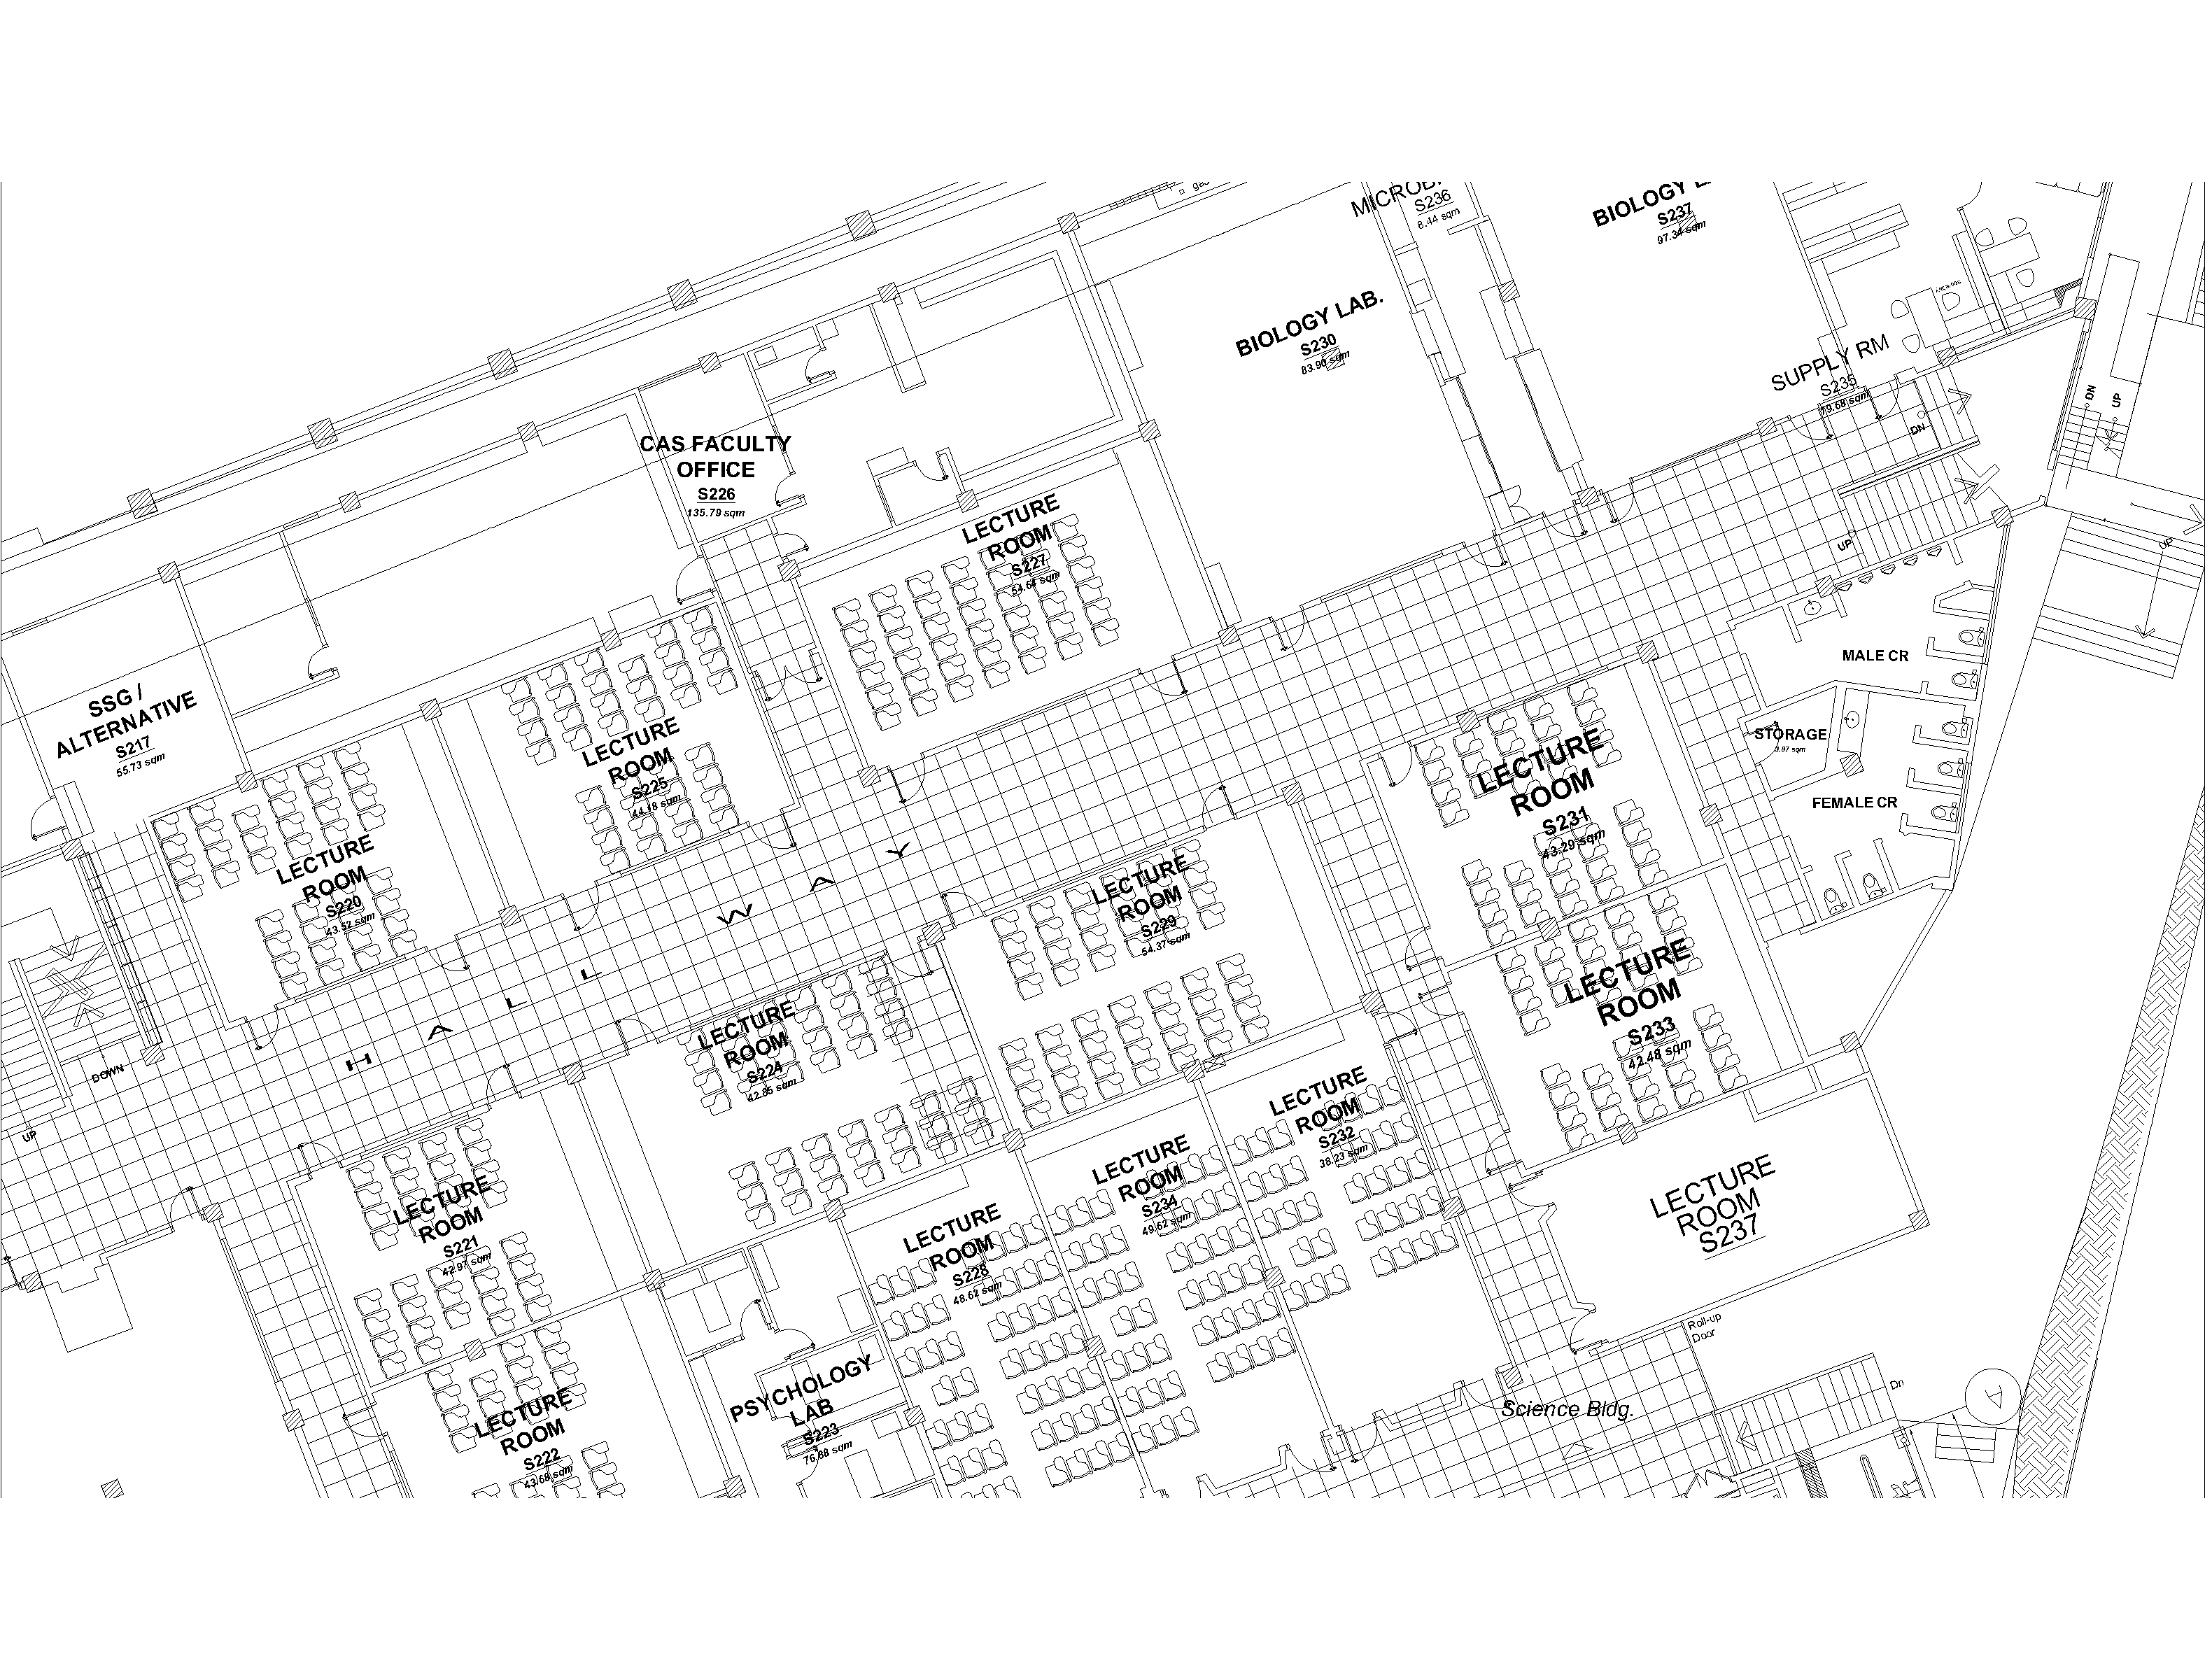 MICROB
S236
8.44 sqm
BIOLOGY L
S237
97.34 sqm
BIOLOGY LAB.
S230
83.90 sqm
SUPPLY RM
S235
19.68 sqm
DN
UP
DN
UP
UP
CAS FACULTY
OFFICE
S226
135.79 sqm
LECTURE
ROOM
S227
54.64 sqm
SSG /
ALTERNATIVE
S217
55.73 sqm
LECTURE
ROOM
S225
44.18 sqm
MALE CR
STORAGE
3.87 sqm
FEMALE CR
LECTURE
ROOM
S231
43.29 sqm
LECTURE
ROOM
S220
43.52 sqm
HALLWAY
LECTURE
ROOM
S229
54.37 sqm
LECTURE
ROOM
S233
42.48 sqm
LECTURE
ROOM
S224
42.85 sqm
DOWN
UP
LECTURE
ROOM
S232
38.23 sqm
LECTURE
ROOM
S234
49.62 sqm
LECTURE
ROOM
S221
42.97 sqm
LECTURE
ROOM
S228
48.62 sqm
LECTURE
ROOM
S237
Roll-up
Door
PSYCHOLOGY
LAB
S223
76.88 sqm
LECTURE
ROOM
S222
43.68 sqm
Science Bldg.
Dn
A